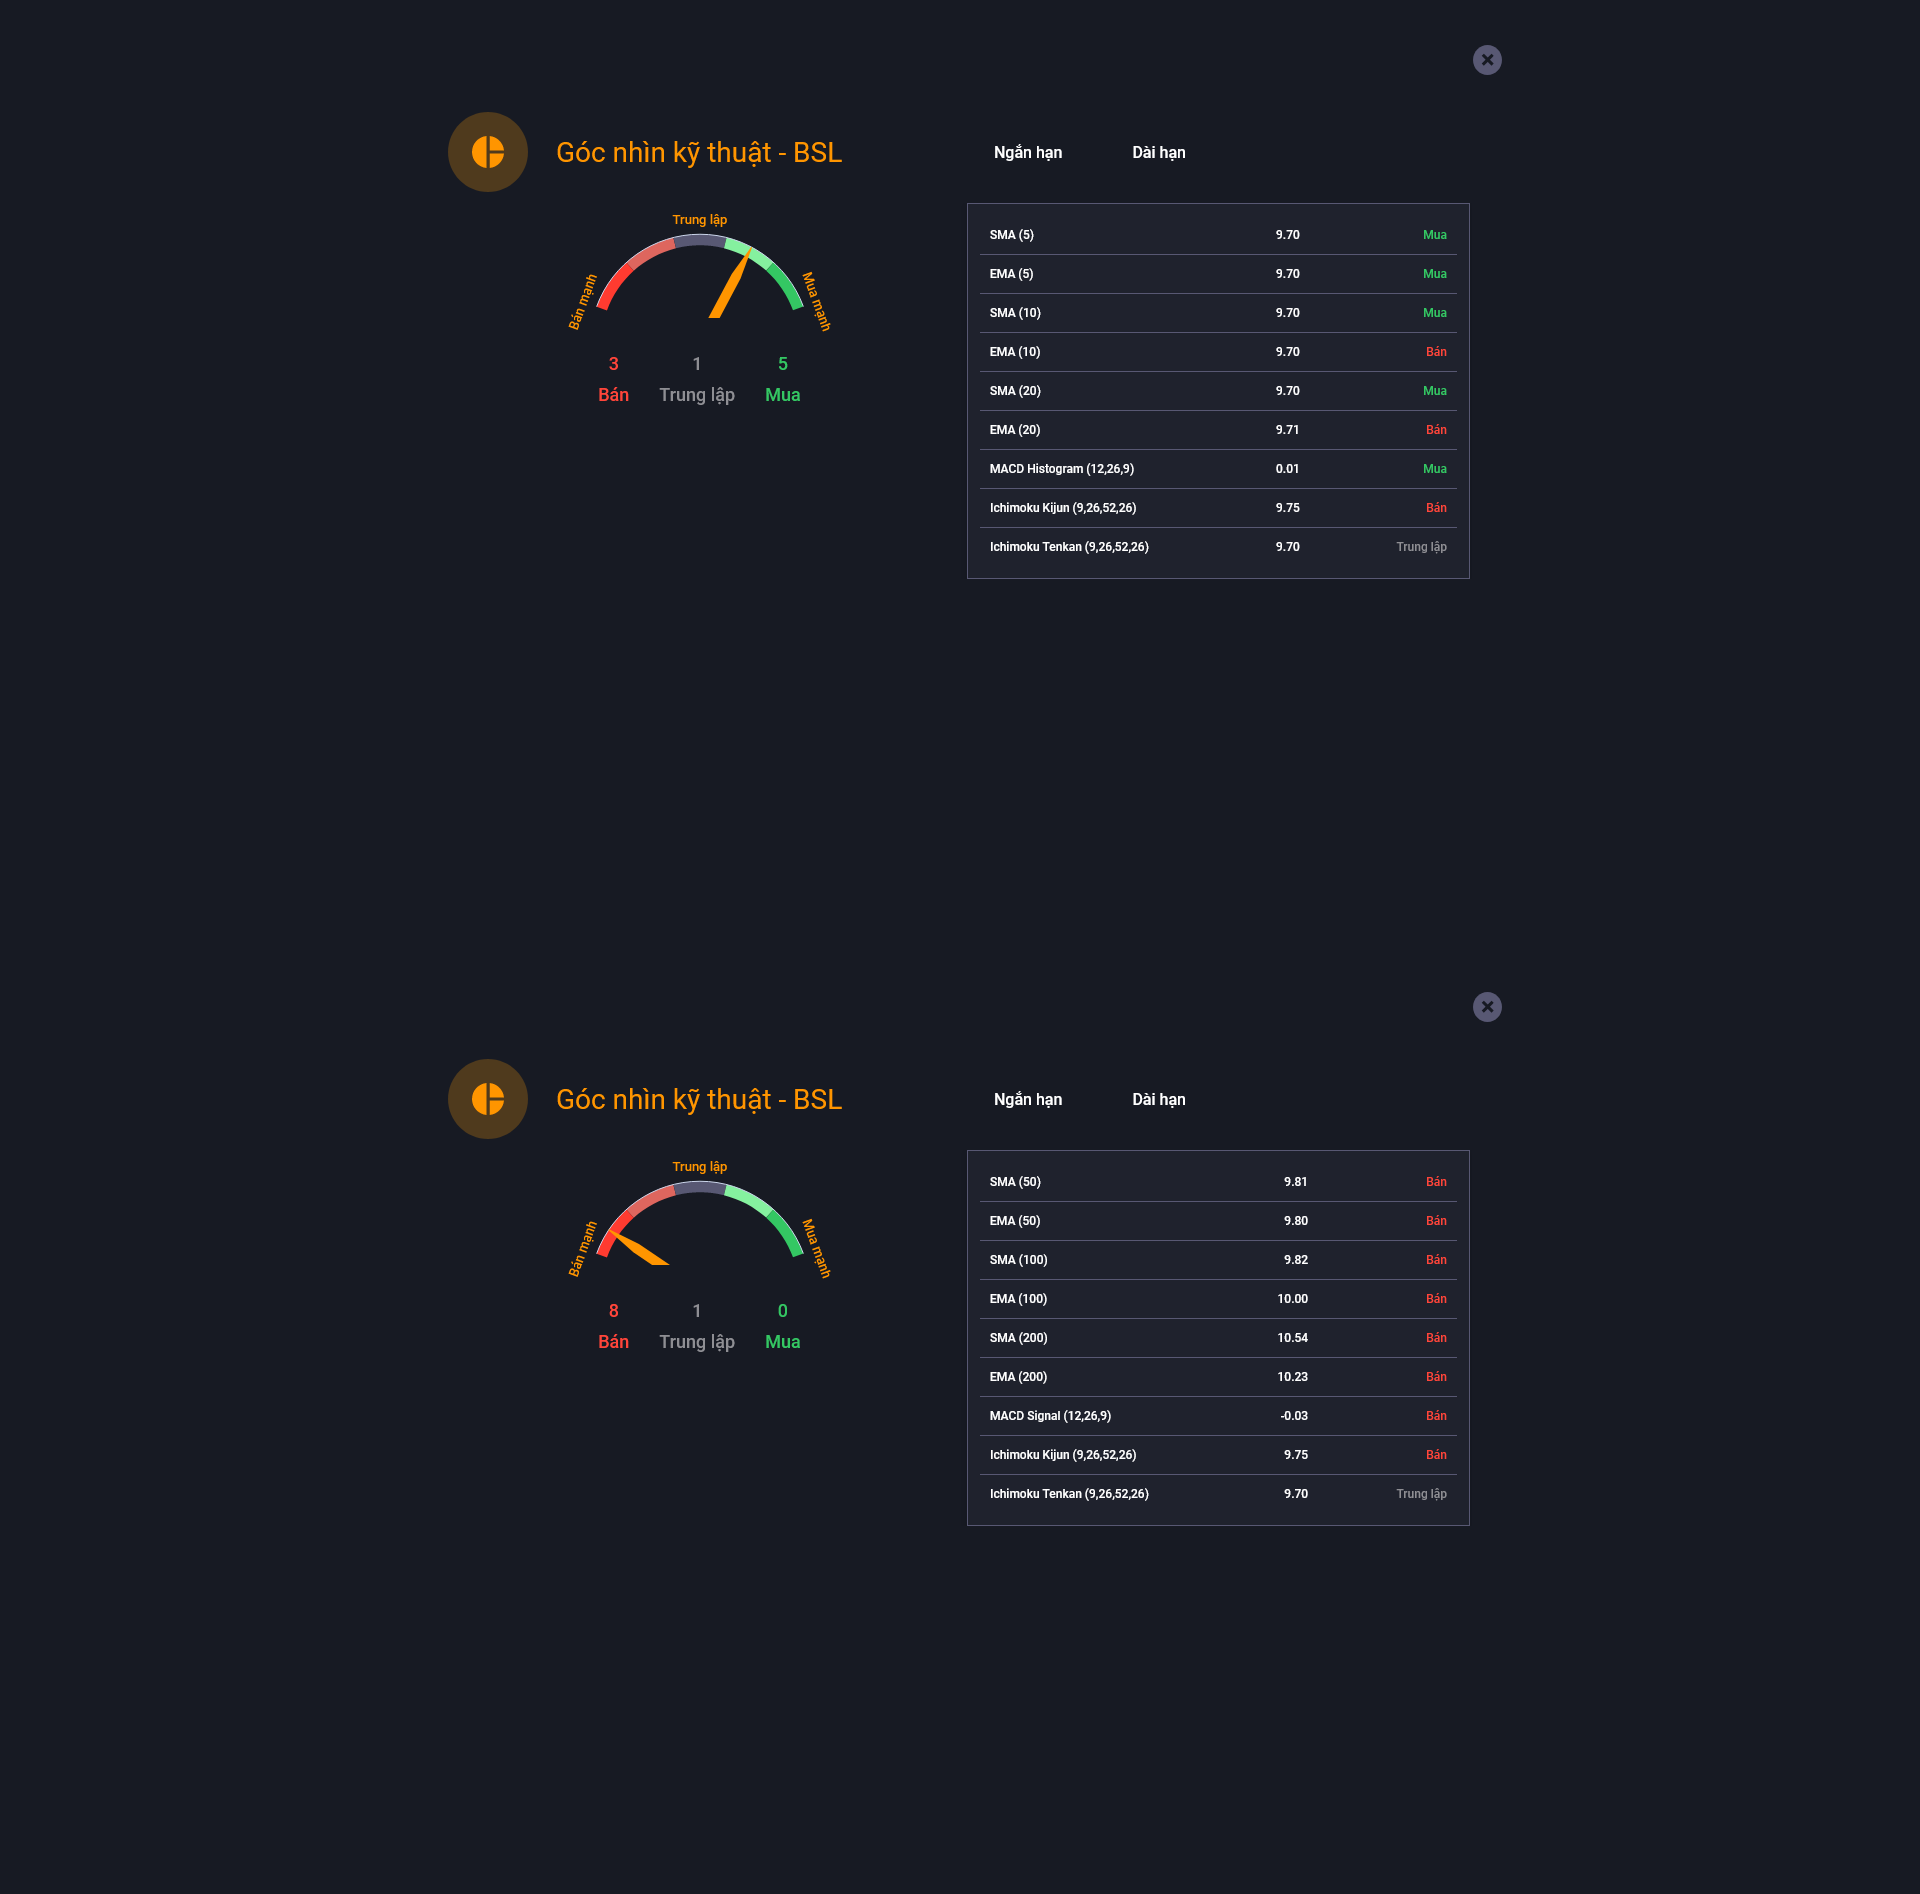 Góc nhìn kỹ thuật - BSL
Ngắn hạn Dài hạn
Trung lập
Bán mạnh
Mua mạnh
3 1 5
Bán Trung lập Mua
SMA (5) 9.70 Mua
EMA (5) 9.70 Mua
SMA (10) 9.70 Mua
EMA (10) 9.70 Bán
SMA (20) 9.70 Mua
EMA (20) 9.71 Bán
MACD Histogram (12,26,9) 0.01 Mua
Ichimoku Kijun (9,26,52,26) 9.75 Bán
Ichimoku Tenkan (9,26,52,26) 9.70 Trung lập
Góc nhìn kỹ thuật - BSL
Ngắn hạn Dài hạn
Trung lập
Bán mạnh
Mua mạnh
8 1 0
Bán Trung lập Mua
SMA (50) 9.81 Bán
EMA (50) 9.80 Bán
SMA (100) 9.82 Bán
EMA (100) 10.00 Bán
SMA (200) 10.54 Bán
EMA (200) 10.23 Bán
MACD Signal (12,26,9) -0.03 Bán
Ichimoku Kijun (9,26,52,26) 9.75 Bán
Ichimoku Tenkan (9,26,52,26) 9.70 Trung lập